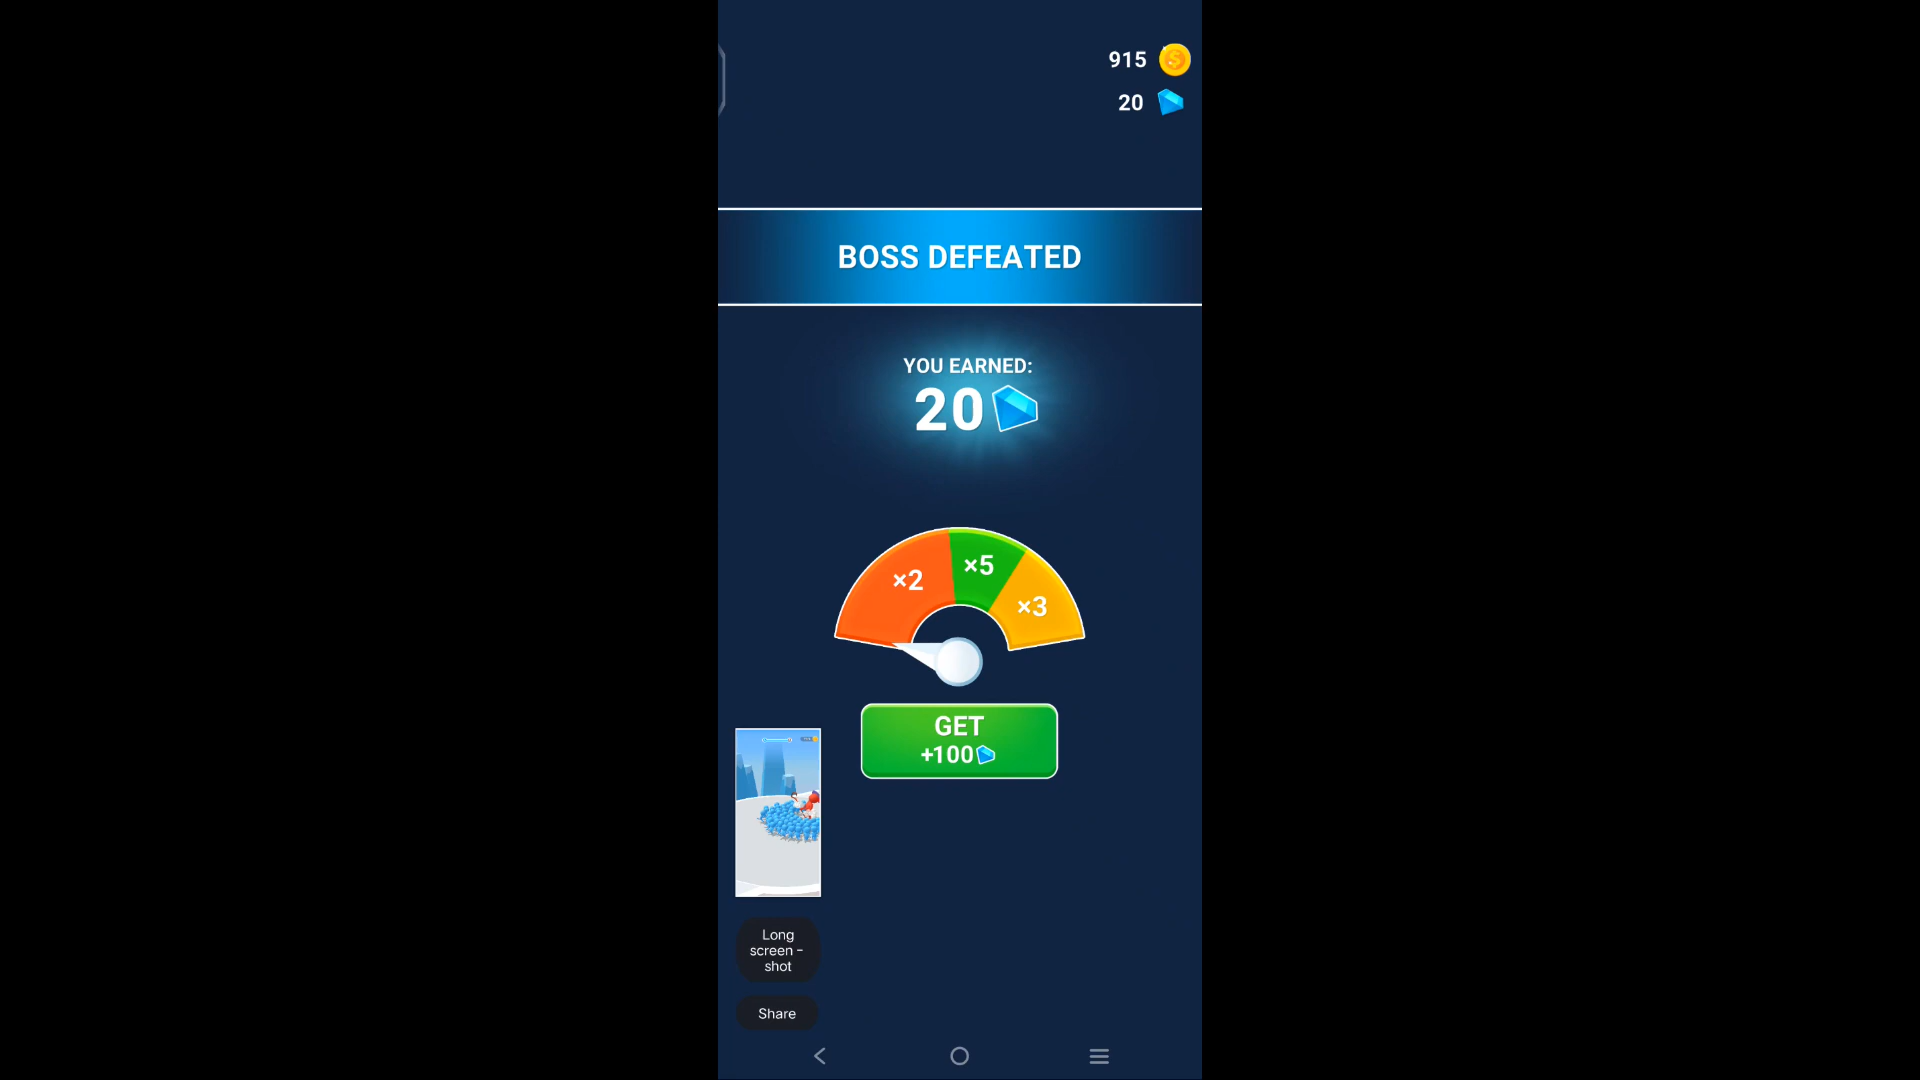 915
20
BOSS DEFEATED
YOU EARNED:
20
×2
×5
×3
GET
+100
Long
screen -
shot
Share